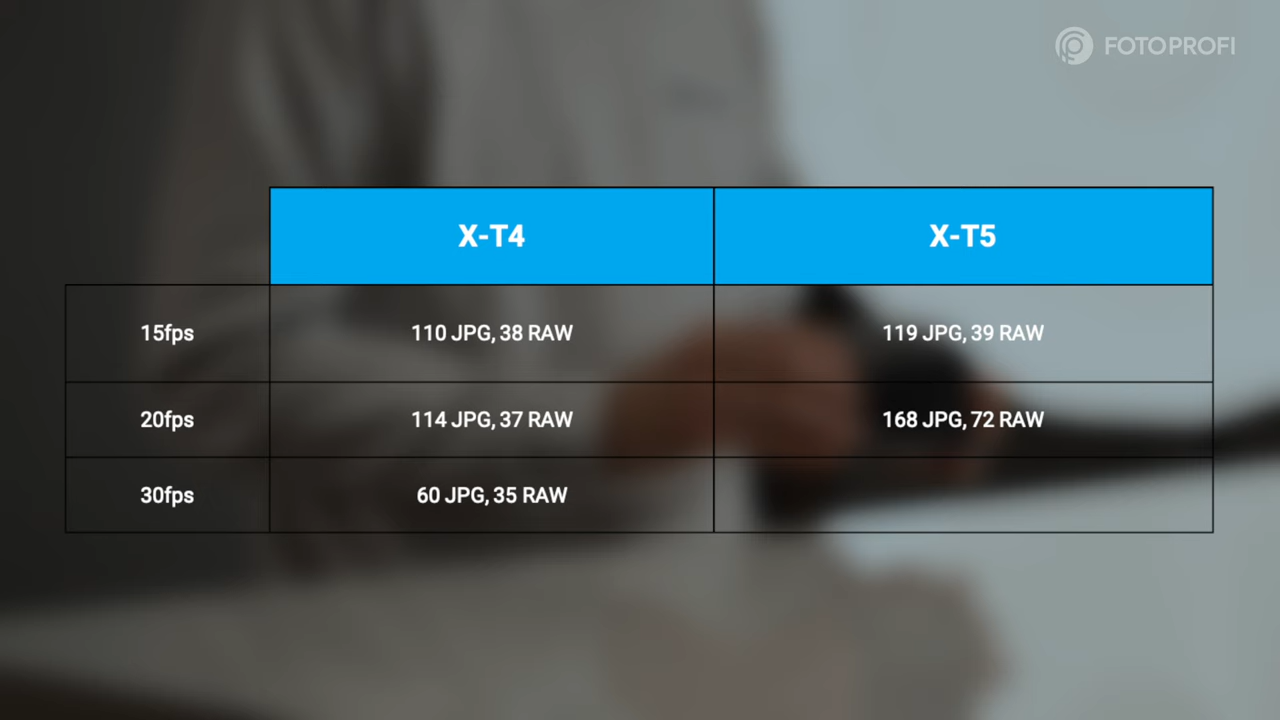 FOTOPROFI
X-T4 X-T5
15fps 110 JPG, 38 RAW 119 JPG, 39 RAW
20fps 114 JPG, 37 RAW 168 JPG, 72 RAW
30fps 60 JPG, 35 RAW